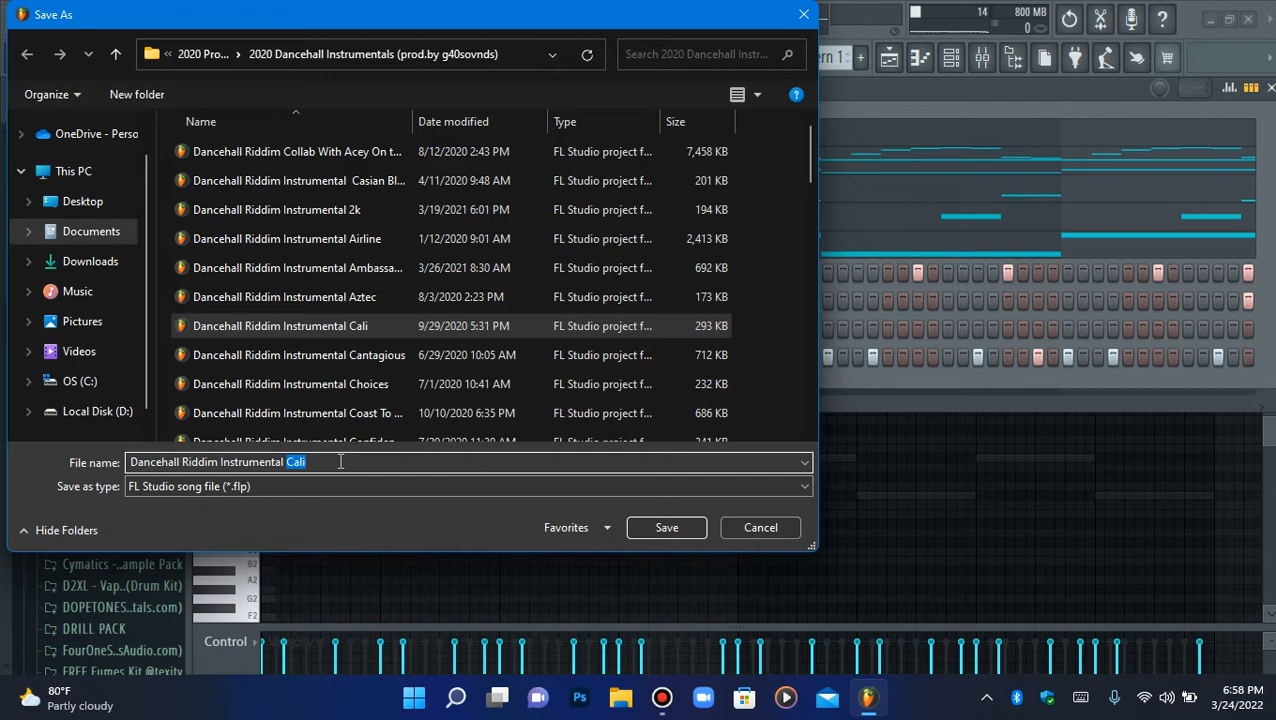 Save As
14 800 MB
0
2020 Pro... 2020 Dancehall Instrumentals (prod.by g40sovnds) Search 2020 Dancehall Instr...
rn 1
Organize New folder
Name Date modified Type Size
OneDrive - Perso
This PC
Desktop
Documents
Downloads
Music
Pictures
Videos
OS (C:)
Local Disk (D:)
Dancehall Riddim Collab With Acey On t... 8/12/2020 2:43 PM FL Studio project f... 7,458 KB
Dancehall Riddim Instrumental  Casian Bl... 4/11/2020 9:48 AM FL Studio project f... 201 KB
Dancehall Riddim Instrumental 2k 3/19/2021 6:01 PM FL Studio project f... 194 KB
Dancehall Riddim Instrumental Airline 1/12/2020 9:01 AM FL Studio project f... 2,413 KB
Dancehall Riddim Instrumental Ambassa... 3/26/2021 8:30 AM FL Studio project f... 692 KB
Dancehall Riddim Instrumental Aztec 8/3/2020 2:23 PM FL Studio project f... 173 KB
Dancehall Riddim Instrumental Cali 9/29/2020 5:31 PM FL Studio project f... 293 KB
Dancehall Riddim Instrumental Cantagious 6/29/2020 10:05 AM FL Studio project f... 712 KB
Dancehall Riddim Instrumental Choices 7/1/2020 10:41 AM FL Studio project f... 232 KB
Dancehall Riddim Instrumental Coast To ... 10/10/2020 6:35 PM FL Studio project f... 686 KB
File name: Dancehall Riddim Instrumental Cali
Save as type: FL Studio song file (*.flp)
Hide Folders Favorites Save Cancel
Cymatics -...ample Pack
D2XL - Vap..(Drum Kit)
DOPETONES..tals.com)
DRILL PACK
FourOneS..sAudio.com)
FREE Fumes Kit @texity
B2
A2
G2
F2
Control
80°F
Partly cloudy
6:58 PM
3/24/2022